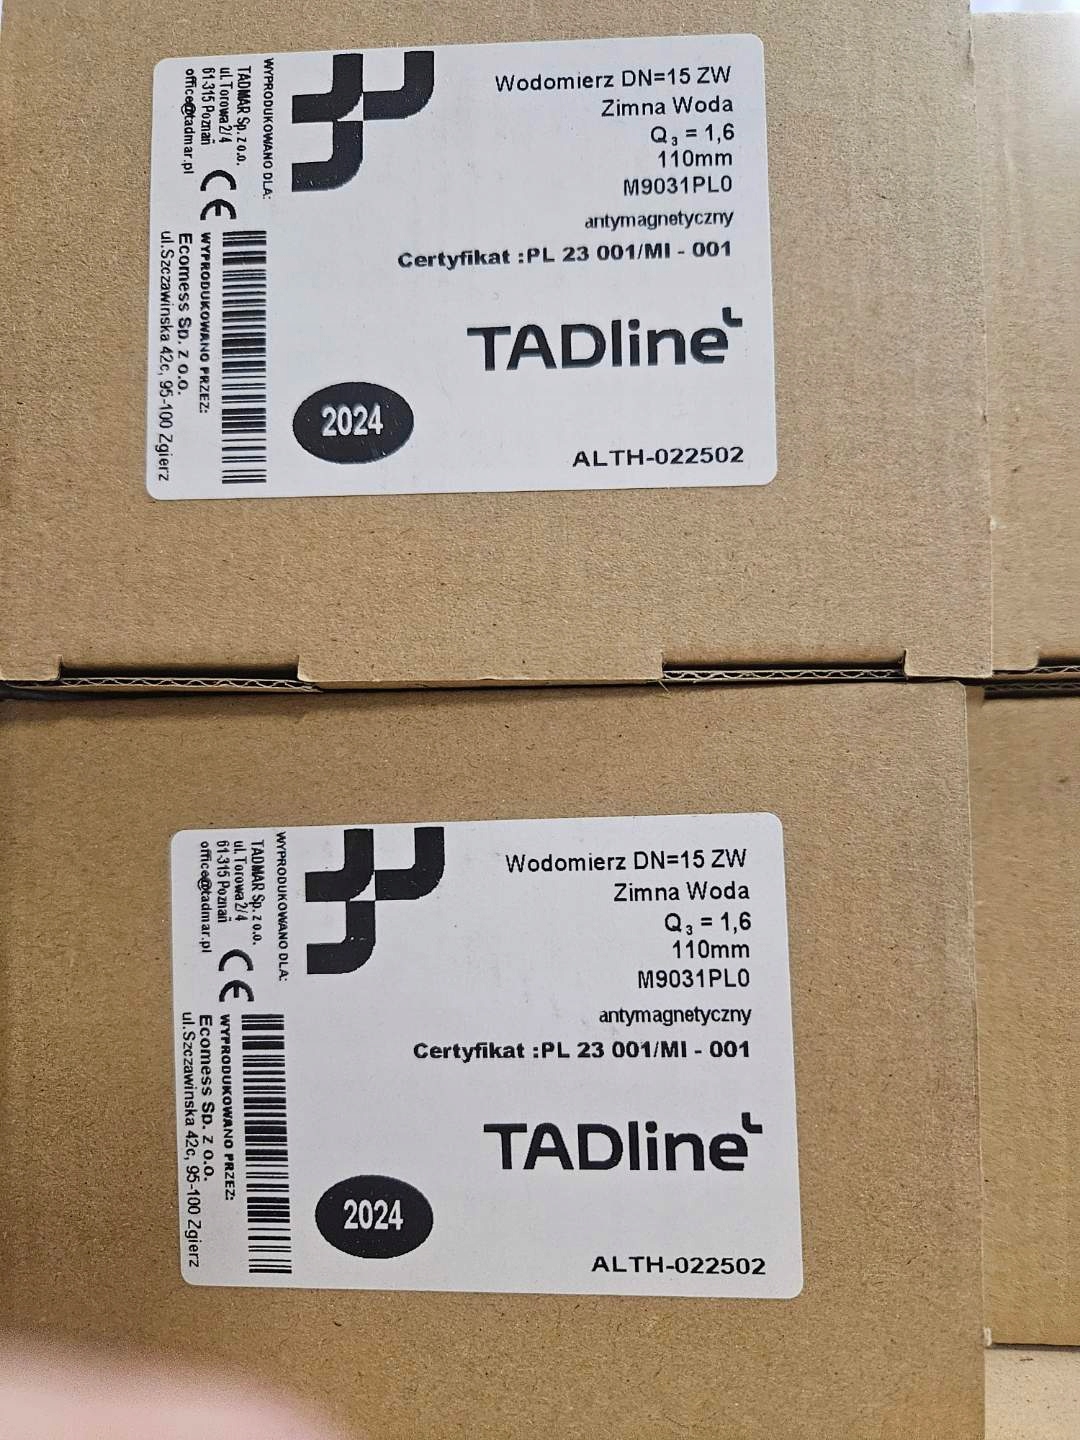 Wodomierz DN=15 ZW
Zimna Woda
Q3 = 1,6
110mm
M9031PL0
antymagnetyczny
Certyfikat :PL 23 001/MI - 001
TADline
2024
ALTH-022502
WYPRODUKOWANO DLA:
TADMAR Sp. z o.o.
ul.Torowa 2/4
61-315 Poznań
office@tadmar.pl
CE
WYPRODUKOWANO PRZEZ:
Ecomess Sp. z o.o.
ul.Szczawinska 42c, 95-100 Zgierz
Wodomierz DN=15 ZW
Zimna Woda
Q3 = 1,6
110mm
M9031PL0
antymagnetyczny
Certyfikat :PL 23 001/MI - 001
TADline
2024
ALTH-022502
WYPRODUKOWANO DLA:
TADMAR Sp. z o.o.
ul.Torowa 2/4
61-315 Poznań
office@tadmar.pl
CE
WYPRODUKOWANO PRZEZ:
Ecomess Sp. z o.o.
ul.Szczawinska 42c, 95-100 Zgierz